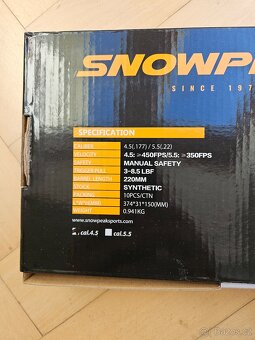 SNOWPE
SINCE 197
SPECIFICATION
CALIBER 4.5(.177) / 5.5(.22)
VELOCITY 4.5: ≥450FPS/5.5: ≥350FPS
SAFETY MANUAL SAFETY
TRIGGER PULL 3-8.5 LBF
BARREL LENGTH 220MM
STOCK SYNTHETIC
PACKAGE 10PCS/CTN
L*W*H(MM) 374*31*150(MM)
WEIGHT 0.941KG
www.snowpeaksports.com
cal.4.5 cal.5.5